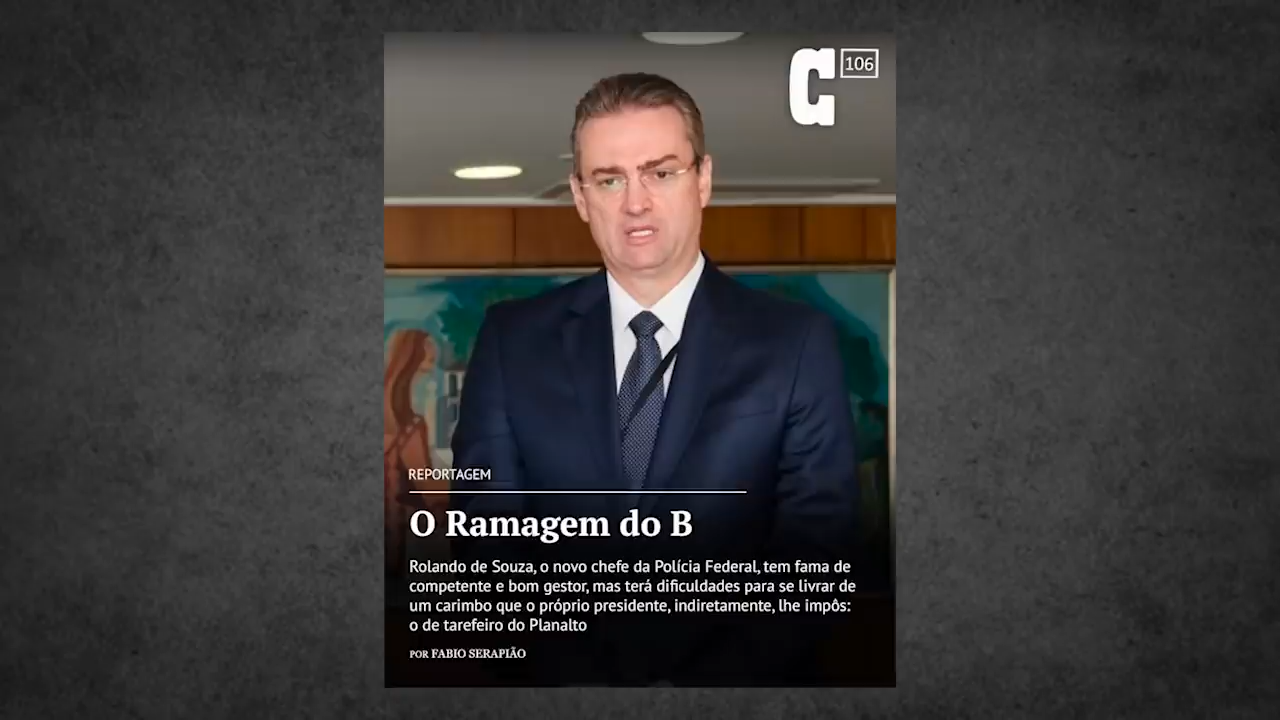 C 106
REPORTAGEM
O Ramagem do B
Rolando de Souza, o novo chefe da Polícia Federal, tem fama de
competente e bom gestor, mas terá dificuldades para se livrar de
um carimbo que o próprio presidente, indiretamente, lhe impôs:
o de tarefeiro do Planalto
POR FABIO SERAPIÃO